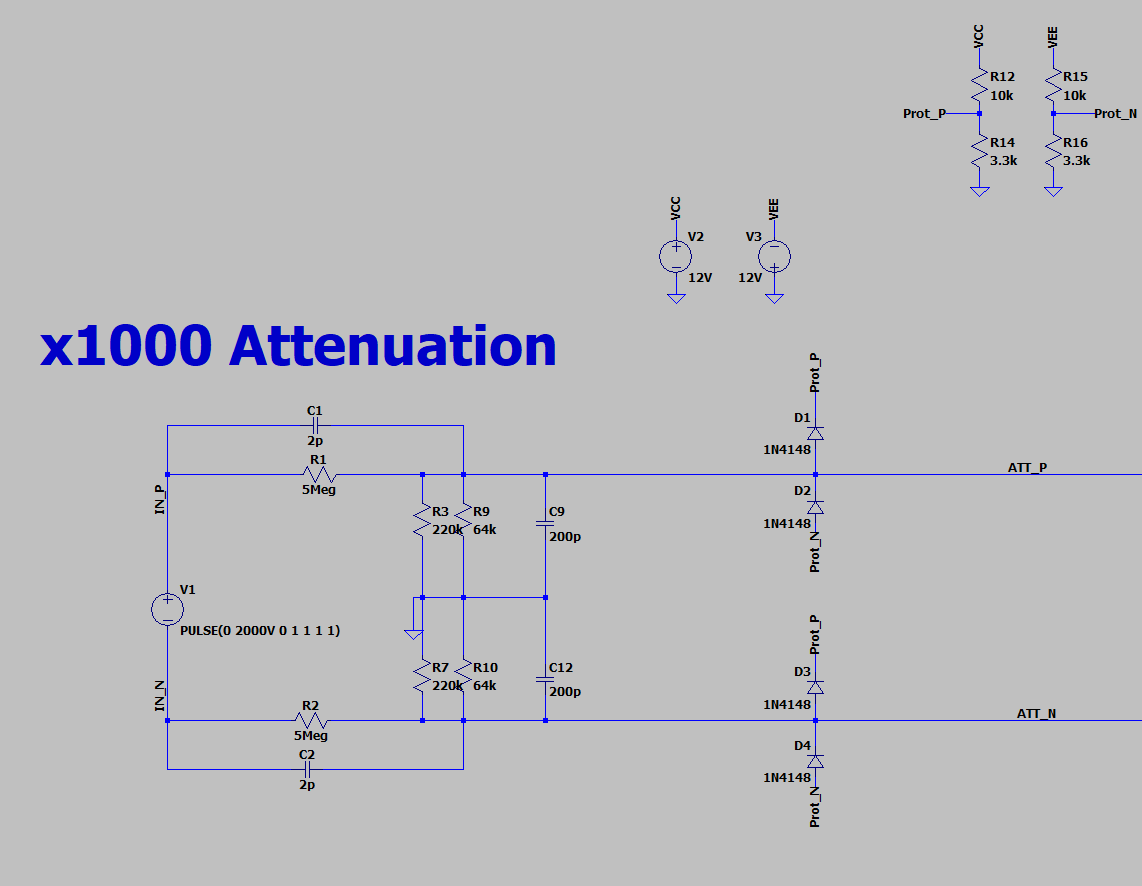 VCC
VEE
R12
10k
R15
10k
Prot_P
Prot_N
R14
3.3k
R16
3.3k
VCC
VEE
V2
12V
V3
12V
x1000 Attenuation
C1
2p
R1
5Meg
IN_P
R3
220k
R9
64k
C9
200p
Prot_P
D1
1N4148
ATT_P
D2
1N4148
Prot_N
V1
PULSE(0 2000V 0 1 1 1 1)
IN_N
R2
5Meg
C2
2p
R7
220k
R10
64k
C12
200p
Prot_P
D3
1N4148
ATT_N
D4
1N4148
Prot_N